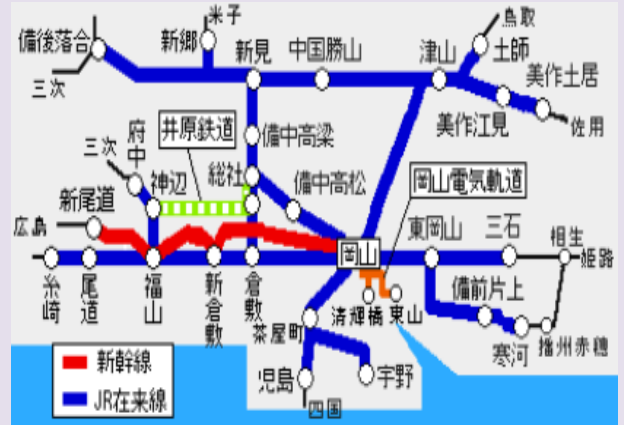 米子
鳥取
備後落合
新郷
新見
中国勝山
津山
土師
三次
美作土居
井原鉄道
備中高梁
美作江見
佐用
三次
府中
神辺
総社
備中高松
岡山電気軌道
新尾道
広島
岡山
東岡山
三石
相生
姫路
糸崎
尾道
福山
新倉敷
倉敷
清輝橋
東山
備前片上
茶屋町
寒河
播州赤穂
新幹線
JR在来線
児島
宇野
四国